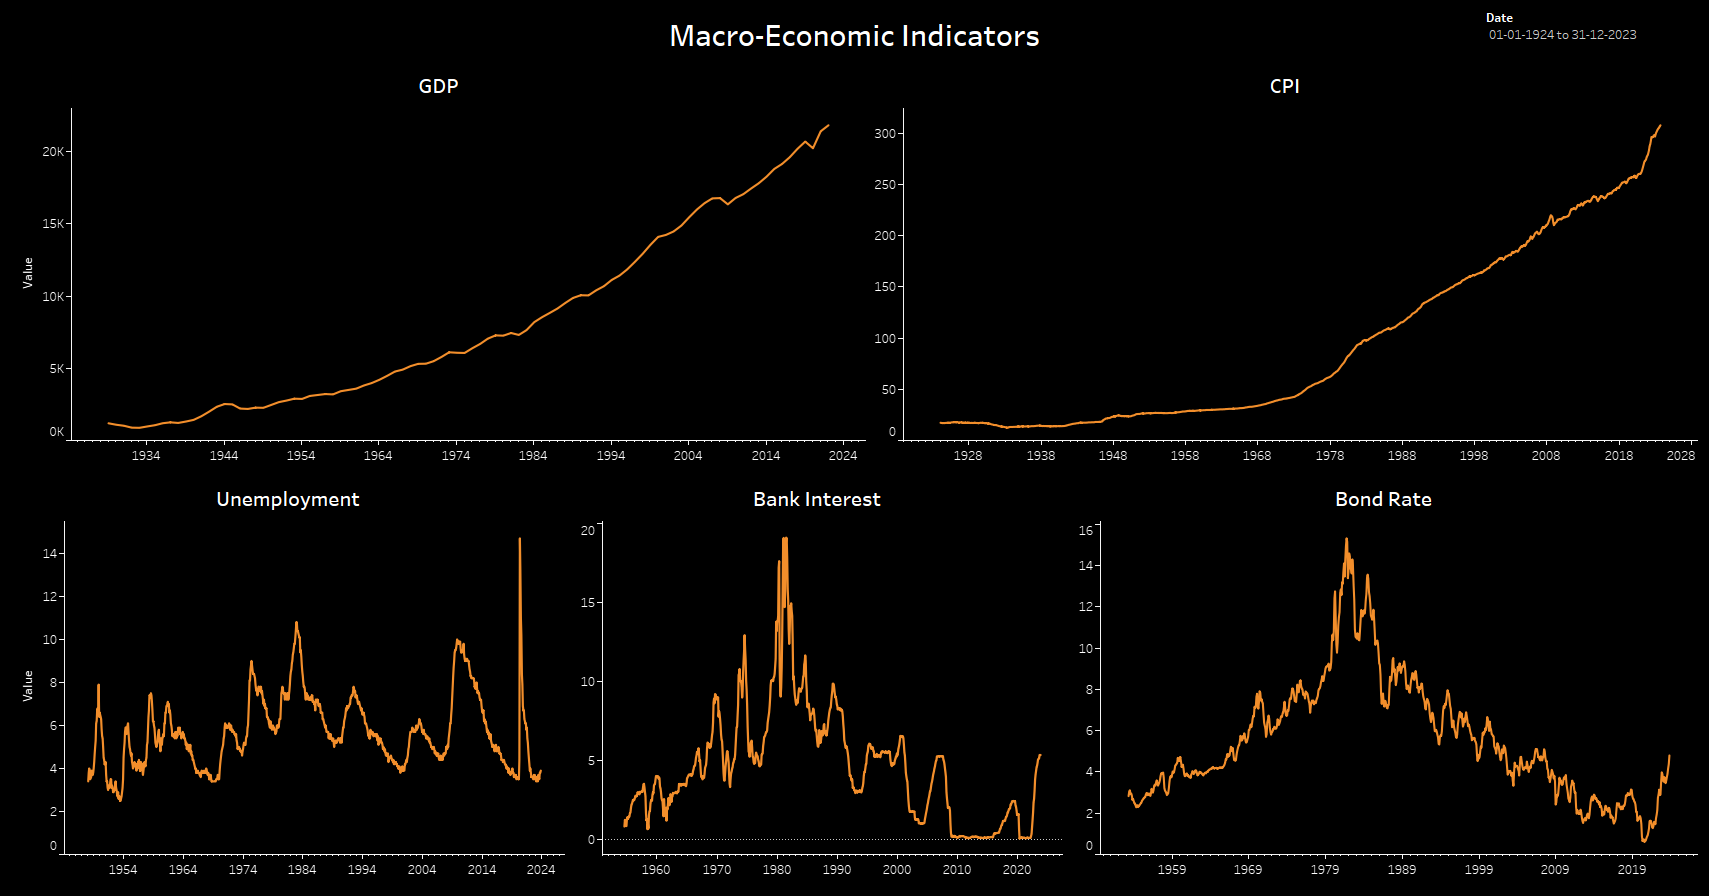 Macro-Economic Indicators
Date
01-01-1924 to 31-12-2023
GDP
CPI
Value
20K
15K
10K
5K
0K
1934 1944 1954 1964 1974 1984 1994 2004 2014 2024
300
250
200
150
100
50
0
1928 1938 1948 1958 1968 1978 1988 1998 2008 2018 2028
Unemployment
Bank Interest
Bond Rate
Value
14
12
10
8
6
4
2
0
1954 1964 1974 1984 1994 2004 2014 2024
20
15
10
5
0
1960 1970 1980 1990 2000 2010 2020
16
14
12
10
8
6
4
2
0
1959 1969 1979 1989 1999 2009 2019